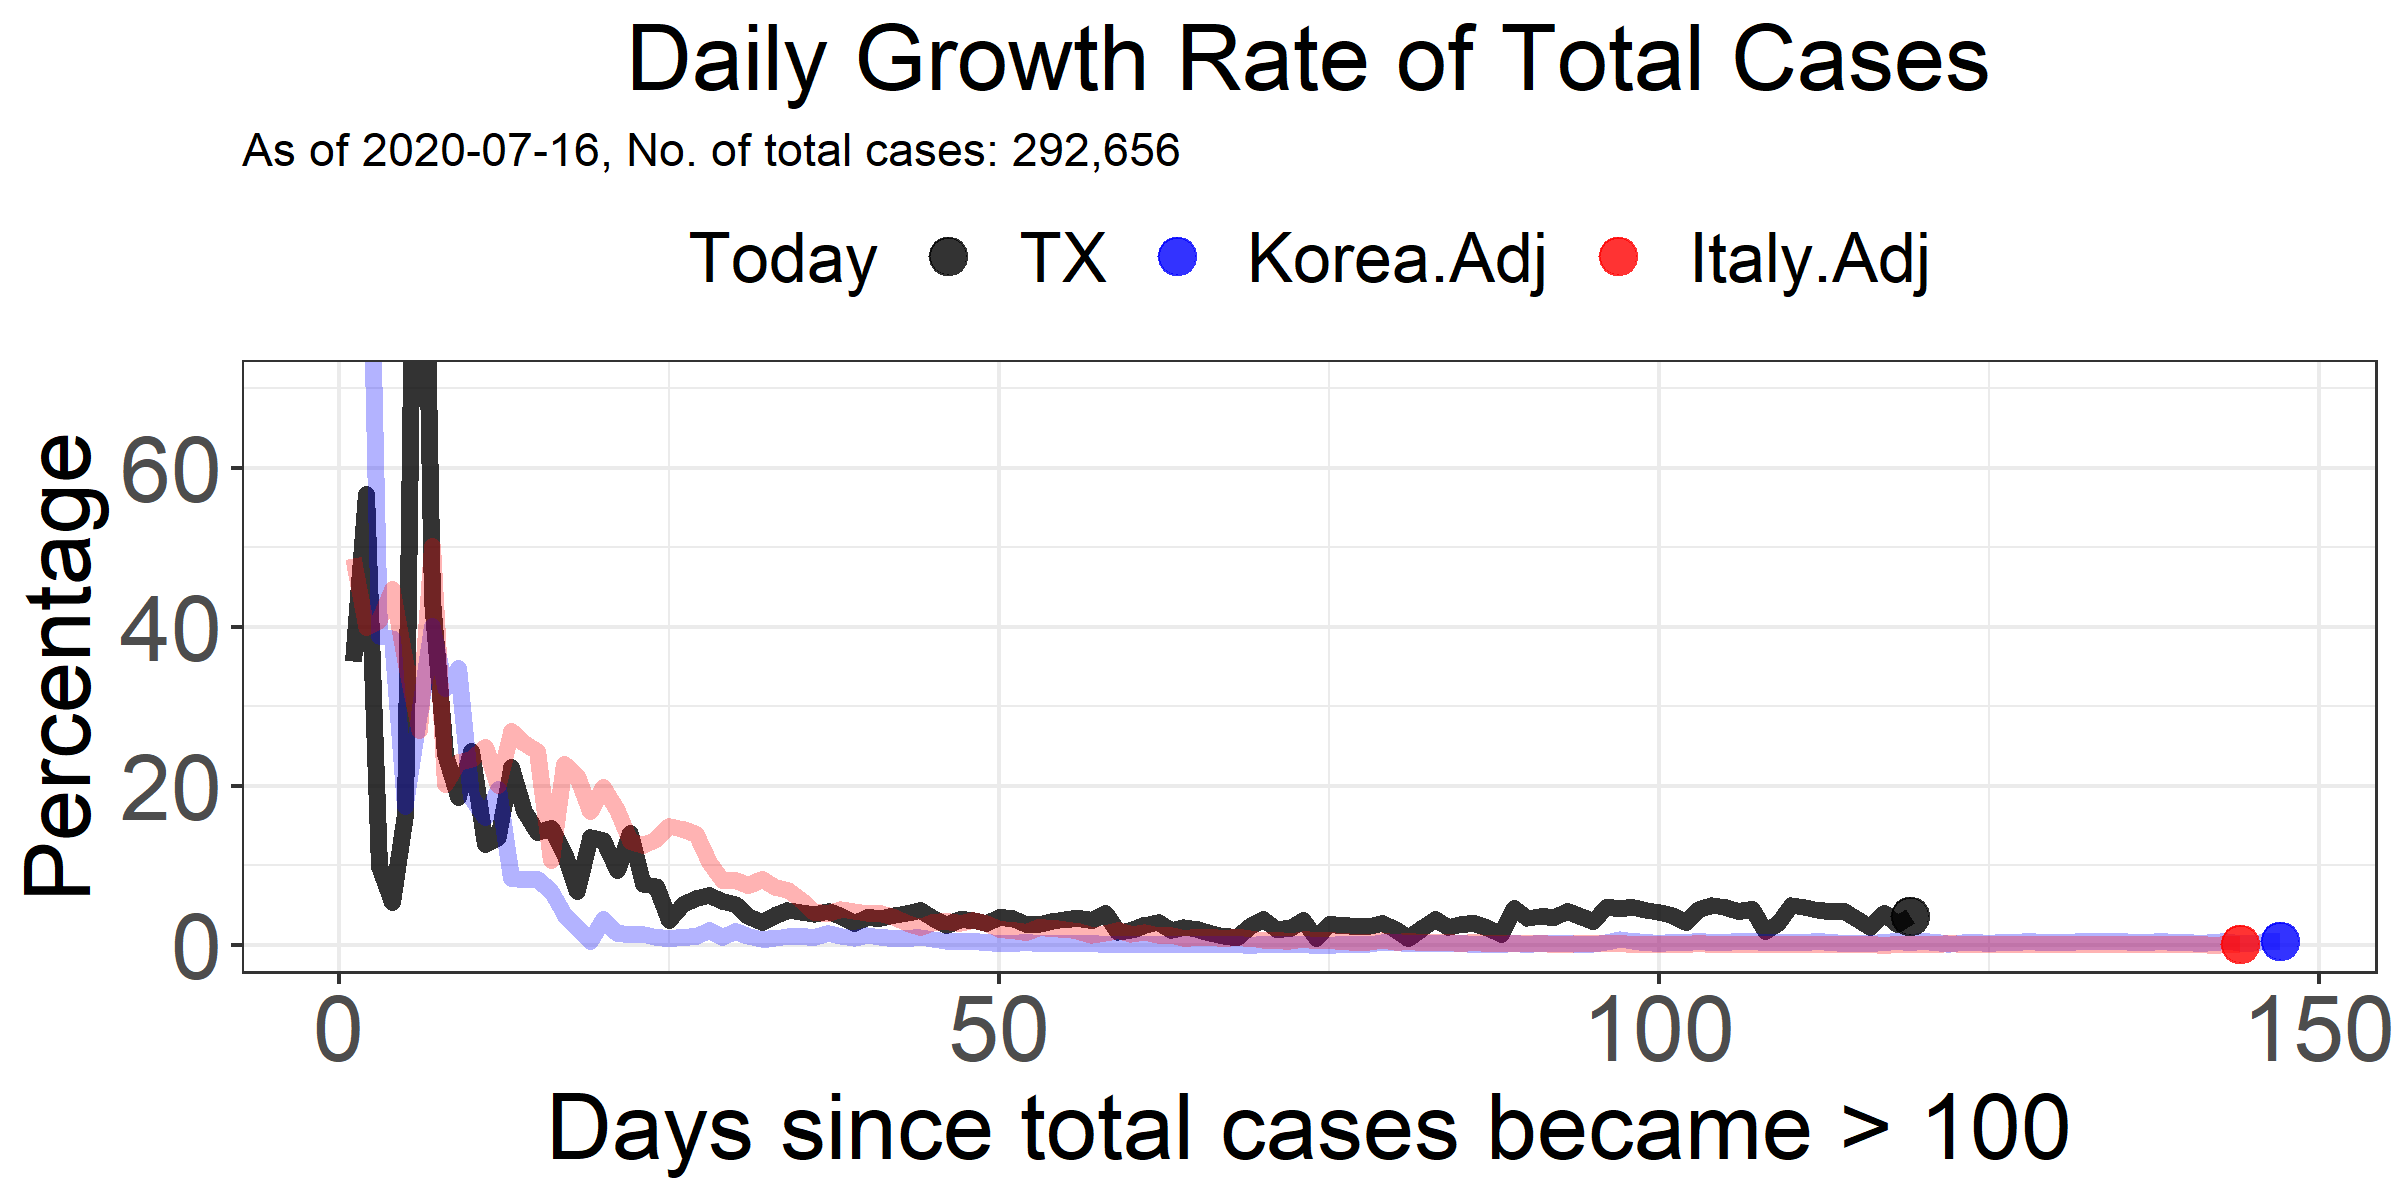 Daily Growth Rate of Total Cases
As of 2020-07-16, No. of total cases: 292,656
Today TX Korea.Adj Italy.Adj
Percentage
60
40
20
0
0 50 100 150
Days since total cases became > 100